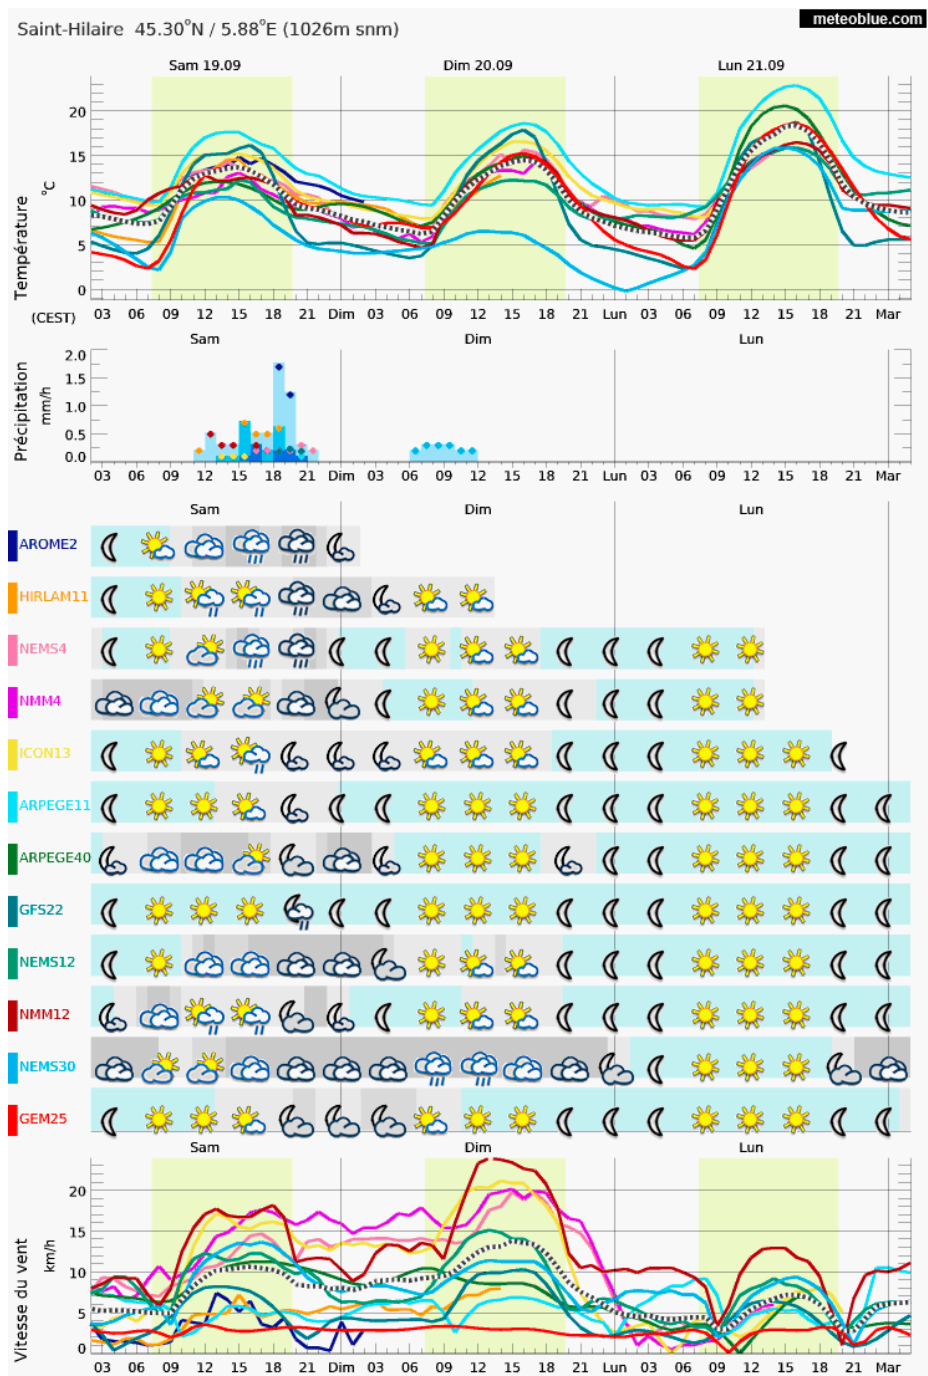 meteoblue.com
Saint-Hilaire 45.30°N / 5.88°E (1026m snm)
Sam 19.09 Dim 20.09 Lun 21.09
Température °C
20
15
10
5
0
(CEST)
03 06 09 12 15 18 21 Dim 03 06 09 12 15 18 21 Lun 03 06 09 12 15 18 21 Mar
Sam Dim Lun
Précipitation mm/h
2.0
1.5
1.0
0.5
0.0
03 06 09 12 15 18 21 Dim 03 06 09 12 15 18 21 Lun 03 06 09 12 15 18 21 Mar
Sam Dim Lun
AROME2
HIRLAM11
NEMS4
NMM4
ICON13
ARPEGE11
ARPEGE40
GFS22
NEMS12
NMM12
NEMS30
GEM25
Sam Dim Lun
Vitesse du vent km/h
20
15
10
5
0
03 06 09 12 15 18 21 Dim 03 06 09 12 15 18 21 Lun 03 06 09 12 15 18 21 Mar